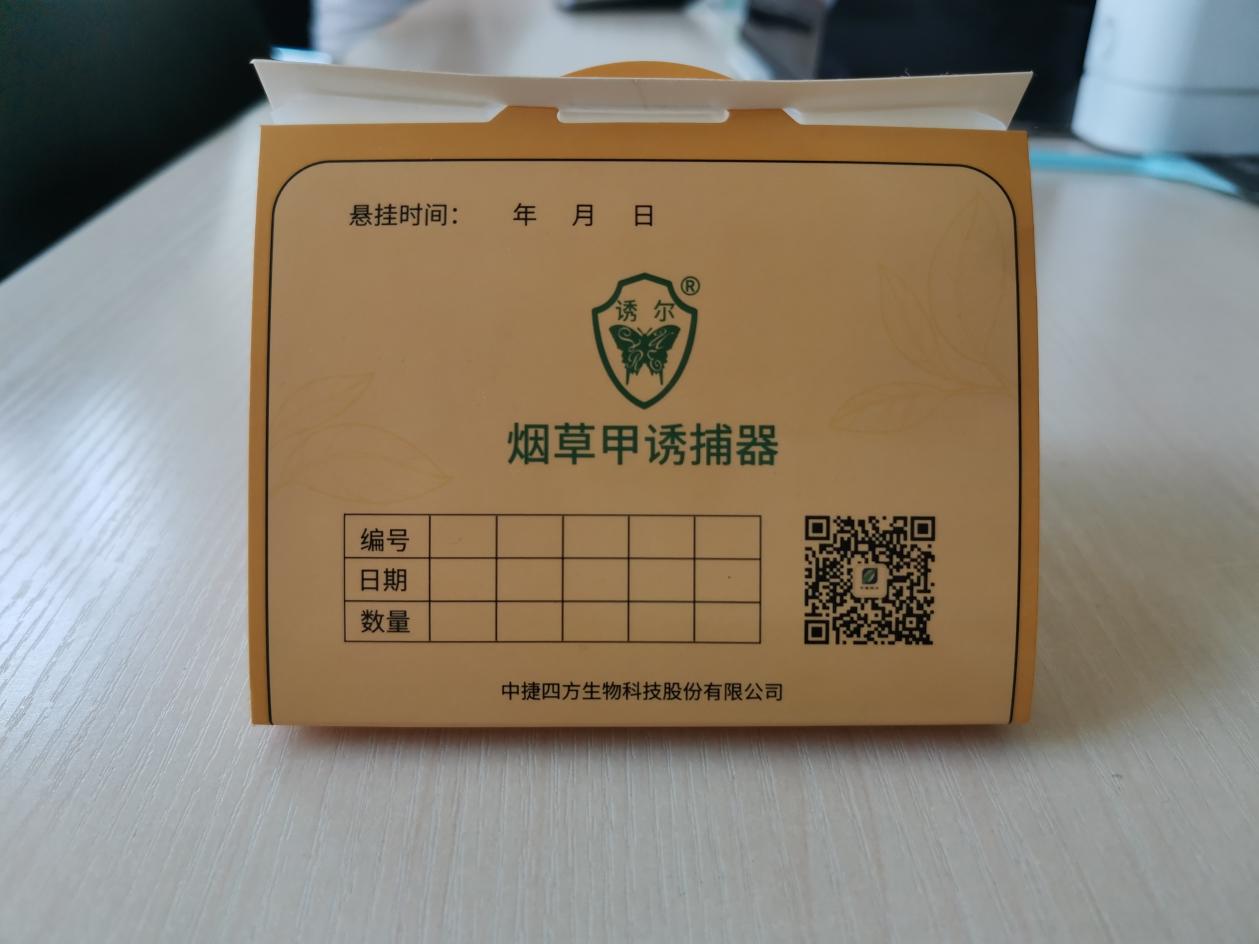 悬挂时间： 年 月 日
®
诱 尔
烟草甲诱捕器
编号
日期
数量
中捷四方生物科技股份有限公司